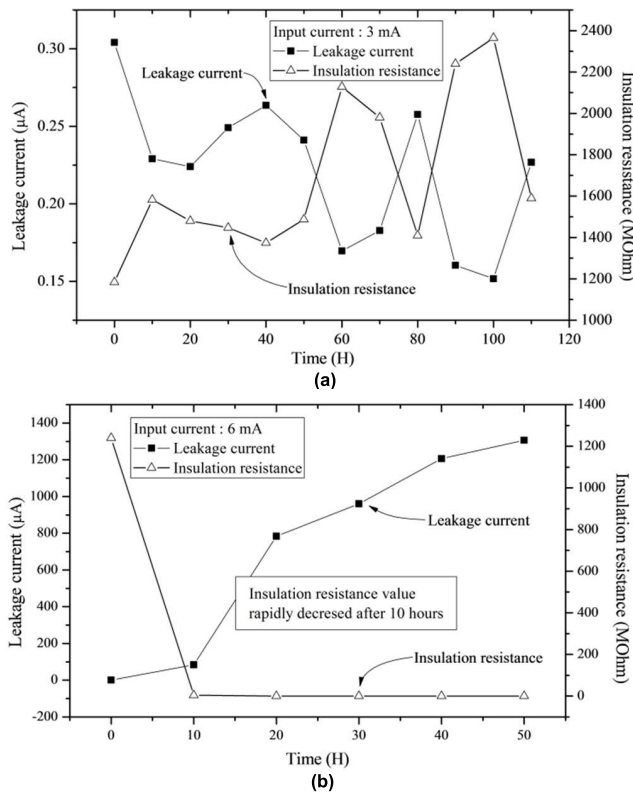 Input current : 3 mA
Leakage current
Insulation resistance
Leakage current
Insulation resistance
0.30
0.25
0.20
0.15
Leakage current (μA)
2400
2200
2000
1800
1600
1400
1200
1000
Insulation resistance (MOhm)
0 20 40 60 80 100 120
Time (H)
(a)
Input current : 6 mA
Leakage current
Insulation resistance
Leakage current
Insulation resistance value
rapidly decresed after 10 hours
Insulation resistance
1400
1200
1000
800
600
400
200
0
-200
Leakage current (μA)
1400
1200
1000
800
600
400
200
0
Insulation resistance (MOhm)
0 10 20 30 40 50
Time (H)
(b)